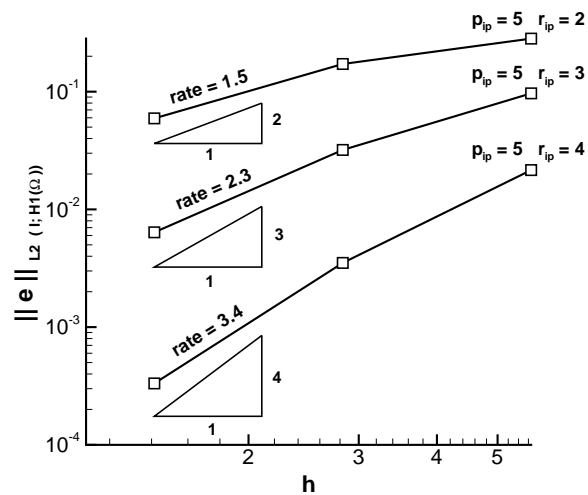 p_ip = 5 r_ip = 2
10^-1
rate = 1.5
2
1
p_ip = 5 r_ip = 3
p_ip = 5 r_ip = 4
10^-2
rate = 2.3
3
1
10^-3
rate = 3.4
4
1
10^-4
2 3 4 5
h
|| e || L2 ( I; H1(Ω))